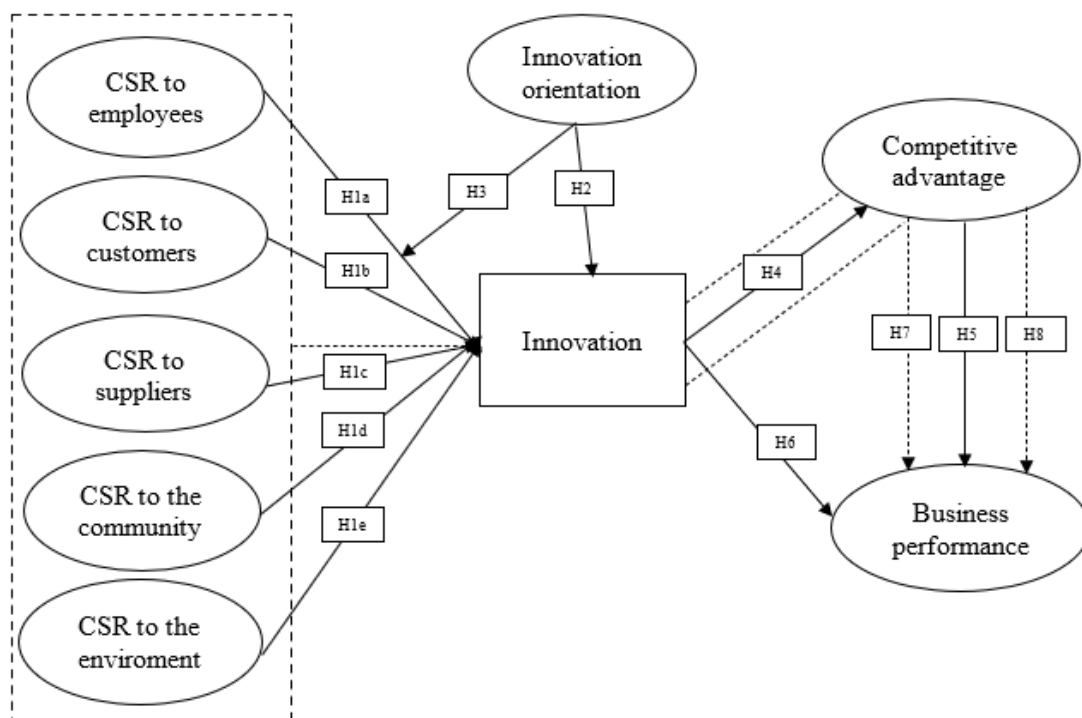 CSR to
employees
Innovation
orientation
Competitive
advantage
H1a
H3
H2
CSR to
customers
H1b
H4
Innovation
H7
H5
H8
CSR to
suppliers
H1c
H1d
H6
CSR to the
community
H1e
Business
performance
CSR to the
enviroment